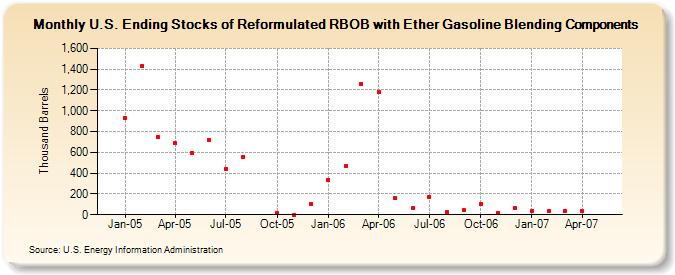 Monthly U.S. Ending Stocks of Reformulated RBOB with Ether Gasoline Blending Components
Thousand Barrels
1,600
1,400
1,200
1,000
800
600
400
200
0
Jan-05 Apr-05 Jul-05 Oct-05 Jan-06 Apr-06 Jul-06 Oct-06 Jan-07 Apr-07
Source: U.S. Energy Information Administration